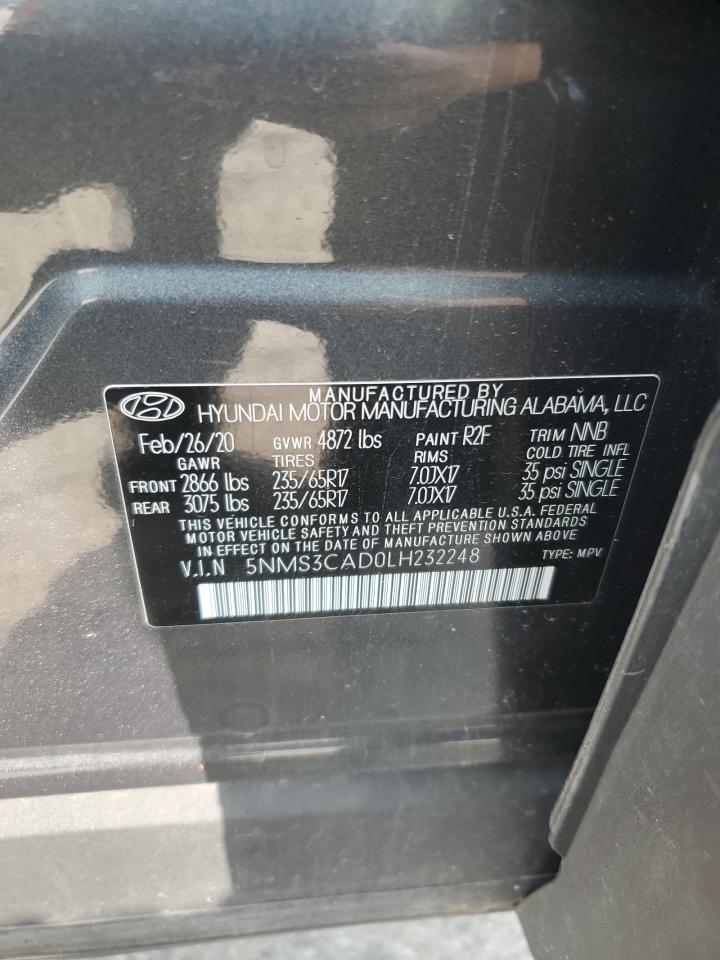 MANUFACTURED BY
HYUNDAI MOTOR MANUFACTURING ALABAMA, LLC
Feb/26/20 GVWR 4872 lbs PAINT R2F TRIM NNB
GAWR TIRES RIMS COLD TIRE INFL
FRONT 2866 lbs 235/65R17 7.0JX17 35 psi SINGLE
REAR 3075 lbs 235/65R17 7.0JX17 35 psi SINGLE
THIS VEHICLE CONFORMS TO ALL APPLICABLE U.S.A. FEDERAL
MOTOR VEHICLE SAFETY AND THEFT PREVENTION STANDARDS
IN EFFECT ON THE DATE OF MANUFACTURE SHOWN ABOVE
V.I.N 5NMS3CAD0LH232248 TYPE: MPV